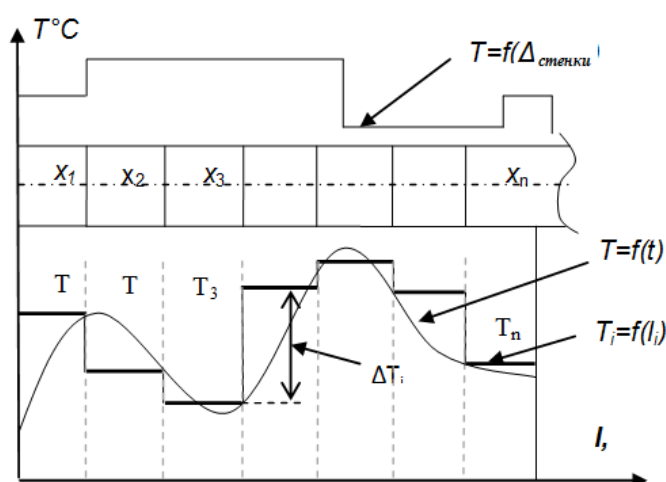 T°C
T=f(Δстенки
X1 X2 X3 Xn
T T T3
T=f(t)
Tn
Ti=f(li)
ΔTi
l,